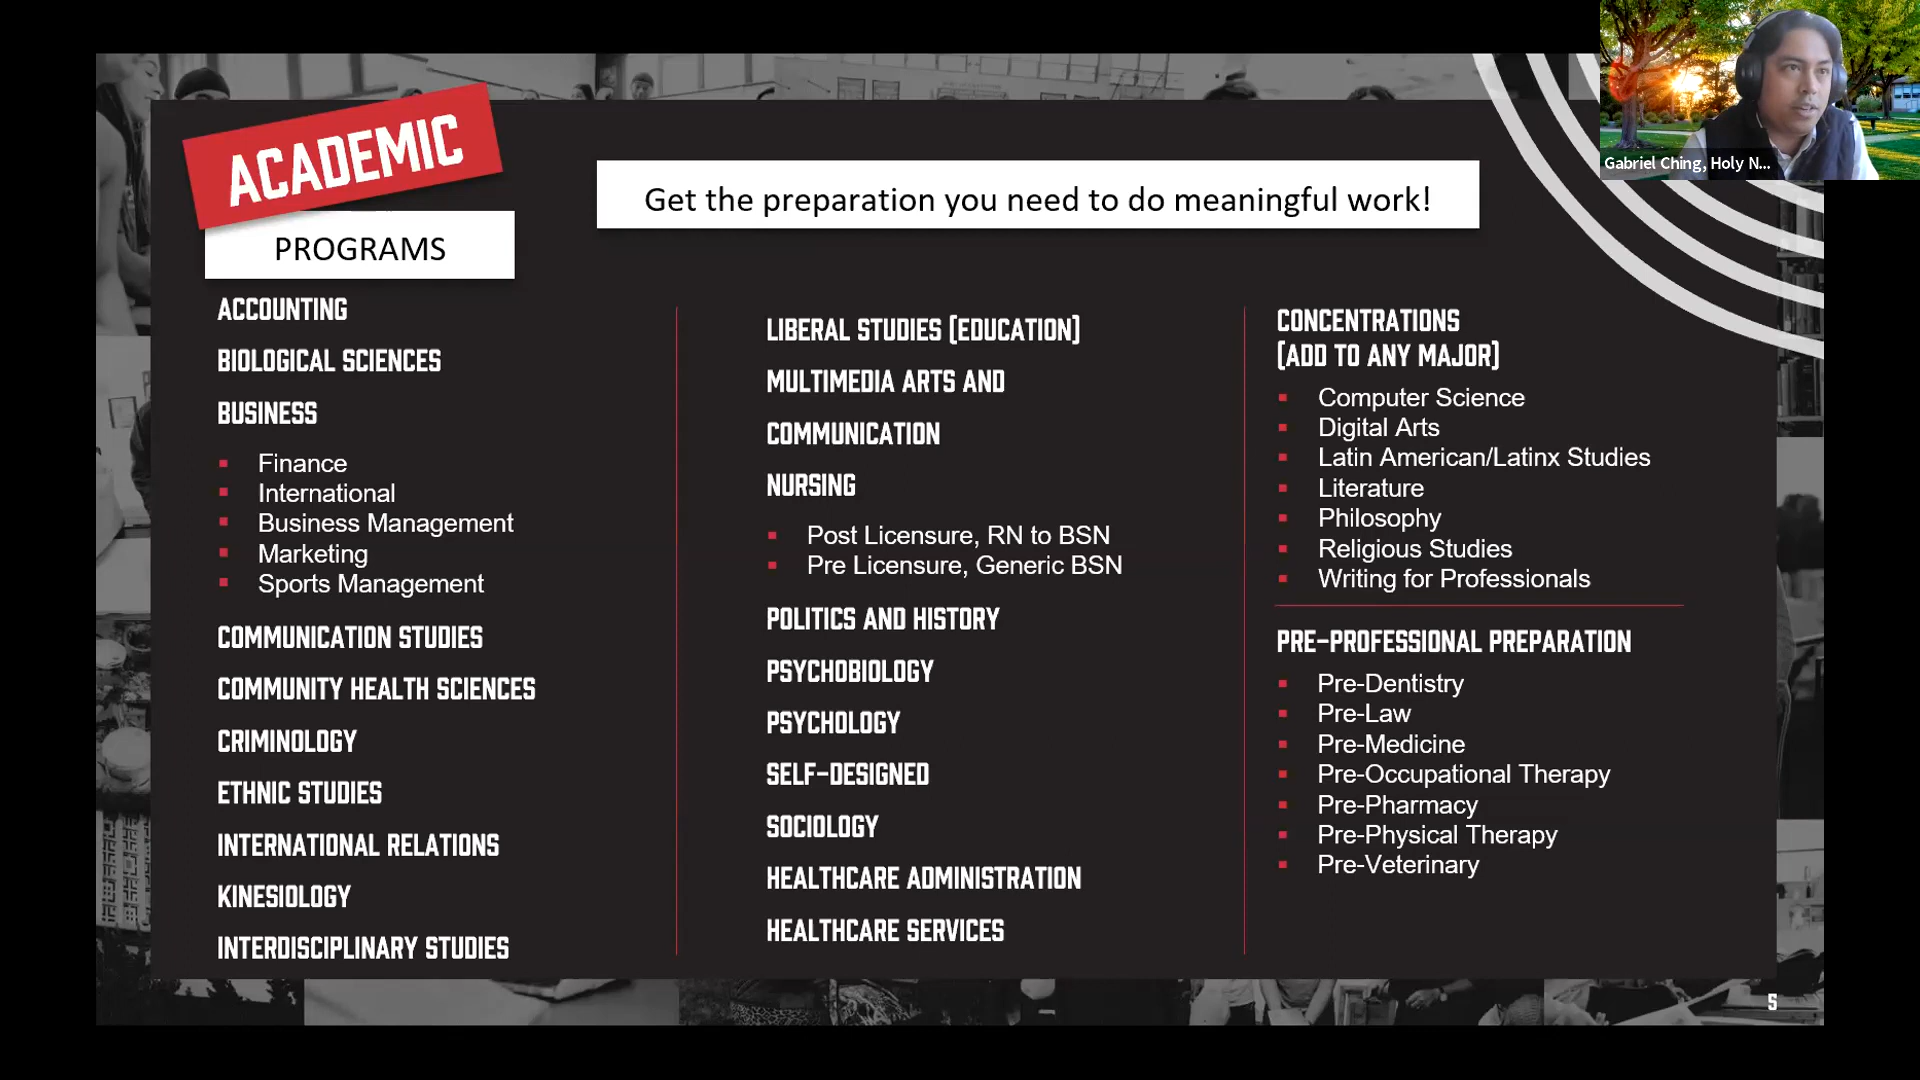 ACADEMIC
PROGRAMS
Get the preparation you need to do meaningful work!
Gabriel Ching, Holy N...
ACCOUNTING
BIOLOGICAL SCIENCES
BUSINESS
Finance
International
Business Management
Marketing
Sports Management
COMMUNICATION STUDIES
COMMUNITY HEALTH SCIENCES
CRIMINOLOGY
ETHNIC STUDIES
INTERNATIONAL RELATIONS
KINESIOLOGY
INTERDISCIPLINARY STUDIES
LIBERAL STUDIES [EDUCATION]
MULTIMEDIA ARTS AND
COMMUNICATION
NURSING
Post Licensure, RN to BSN
Pre Licensure, Generic BSN
POLITICS AND HISTORY
PSYCHOBIOLOGY
PSYCHOLOGY
SELF-DESIGNED
SOCIOLOGY
HEALTHCARE ADMINISTRATION
HEALTHCARE SERVICES
CONCENTRATIONS
[ADD TO ANY MAJOR]
Computer Science
Digital Arts
Latin American/Latinx Studies
Literature
Philosophy
Religious Studies
Writing for Professionals
PRE-PROFESSIONAL PREPARATION
Pre-Dentistry
Pre-Law
Pre-Medicine
Pre-Occupational Therapy
Pre-Pharmacy
Pre-Physical Therapy
Pre-Veterinary
5